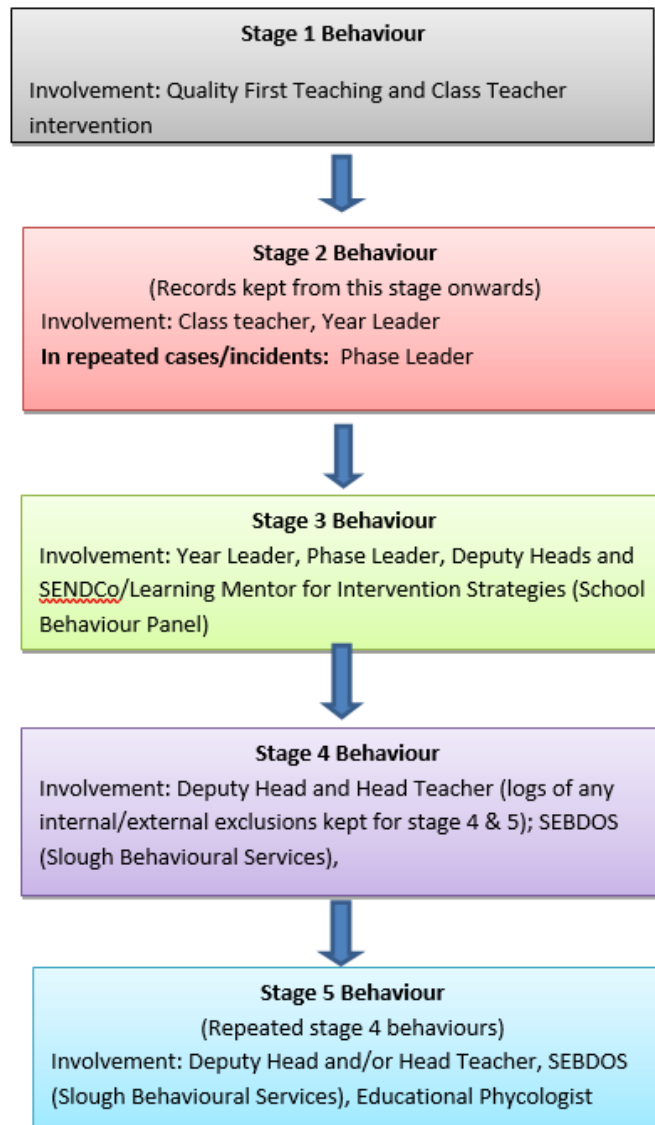 Stage 1 Behaviour
Involvement: Quality First Teaching and Class Teacher
intervention
Stage 2 Behaviour
(Records kept from this stage onwards)
Involvement: Class teacher, Year Leader
In repeated cases/incidents: Phase Leader
Stage 3 Behaviour
Involvement: Year Leader, Phase Leader, Deputy Heads and
SENDCo/Learning Mentor for Intervention Strategies (School
Behaviour Panel)
Stage 4 Behaviour
Involvement: Deputy Head and Head Teacher (logs of any
internal/external exclusions kept for stage 4 & 5); SEBDOS
(Slough Behavioural Services),
Stage 5 Behaviour
(Repeated stage 4 behaviours)
Involvement: Deputy Head and/or Head Teacher, SEBDOS
(Slough Behavioural Services), Educational Phycologist